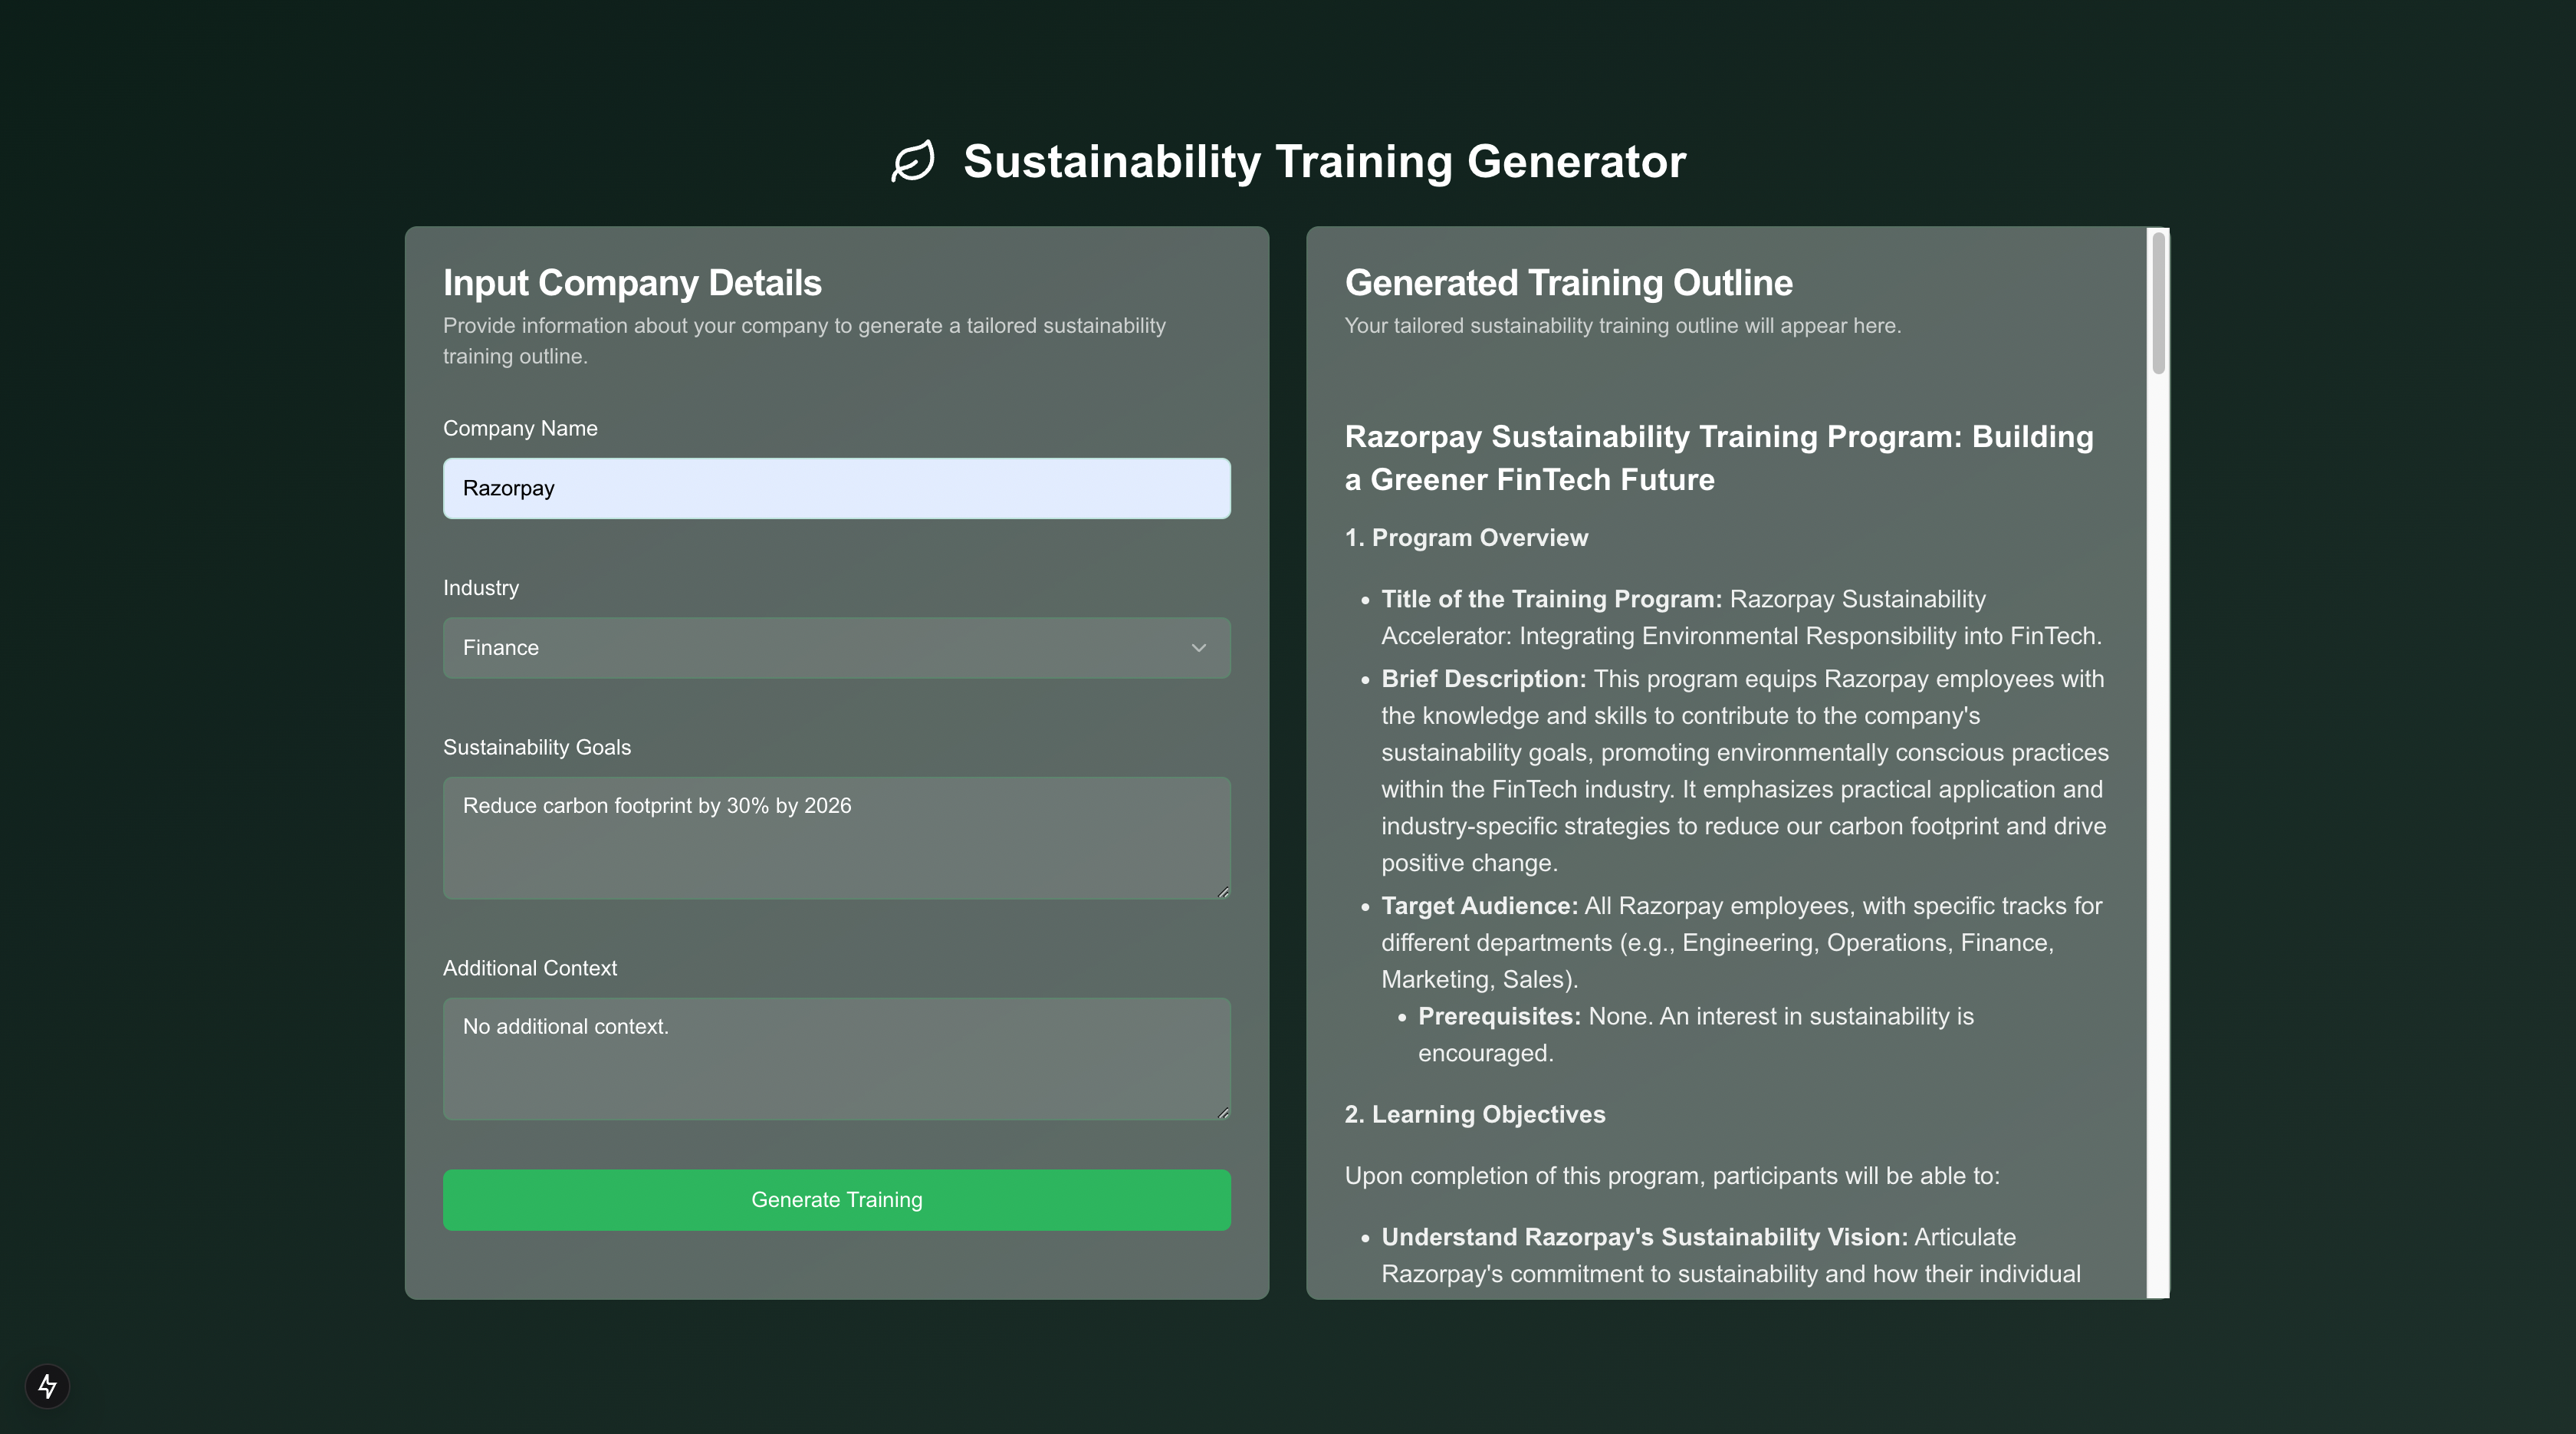 Sustainability Training Generator
Input Company Details
Provide information about your company to generate a tailored sustainability
training outline.
Company Name
Razorpay
Industry
Finance
Sustainability Goals
Reduce carbon footprint by 30% by 2026
Additional Context
No additional context.
Generate Training
Generated Training Outline
Your tailored sustainability training outline will appear here.
Razorpay Sustainability Training Program: Building
a Greener FinTech Future
1. Program Overview
• Title of the Training Program: Razorpay Sustainability
Accelerator: Integrating Environmental Responsibility into FinTech.
• Brief Description: This program equips Razorpay employees with
the knowledge and skills to contribute to the company's
sustainability goals, promoting environmentally conscious practices
within the FinTech industry. It emphasizes practical application and
industry-specific strategies to reduce our carbon footprint and drive
positive change.
• Target Audience: All Razorpay employees, with specific tracks for
different departments (e.g., Engineering, Operations, Finance,
Marketing, Sales).
• Prerequisites: None. An interest in sustainability is
encouraged.
2. Learning Objectives
Upon completion of this program, participants will be able to:
• Understand Razorpay's Sustainability Vision: Articulate
Razorpay's commitment to sustainability and how their individual